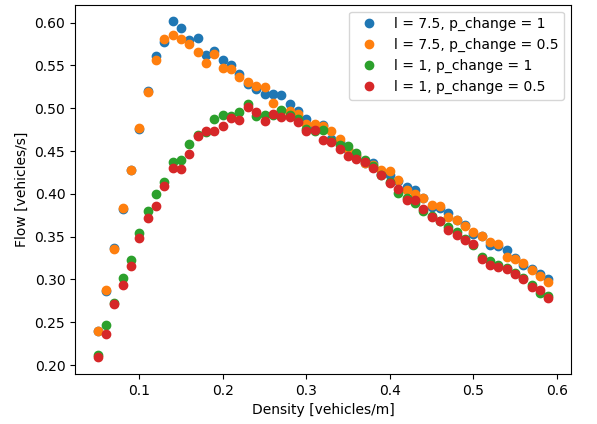 l = 7.5, p_change = 1
l = 7.5, p_change = 0.5
l = 1, p_change = 1
l = 1, p_change = 0.5
Flow [vehicles/s]
0.60
0.55
0.50
0.45
0.40
0.35
0.30
0.25
0.20
0.1 0.2 0.3 0.4 0.5 0.6
Density [vehicles/m]